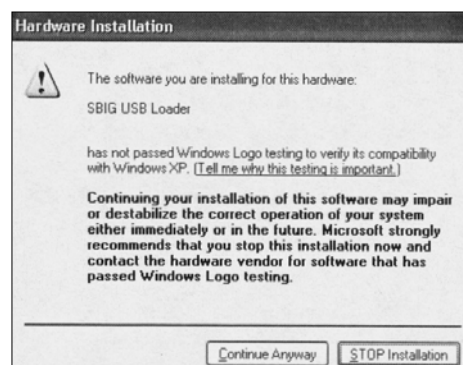 Hardware Installation
The software you are installing for this hardware:
SBIG USB Loader
has not passed Windows Logo testing to verify its compatibility
with Windows XP. (Tell me why this testing is important.)
Continuing your installation of this software may impair
or destabilize the correct operation of your system
either immediately or in the future. Microsoft strongly
recommends that you stop this installation now and
contact the hardware vendor for software that has
passed Windows Logo testing.
Continue Anyway
STOP Installation